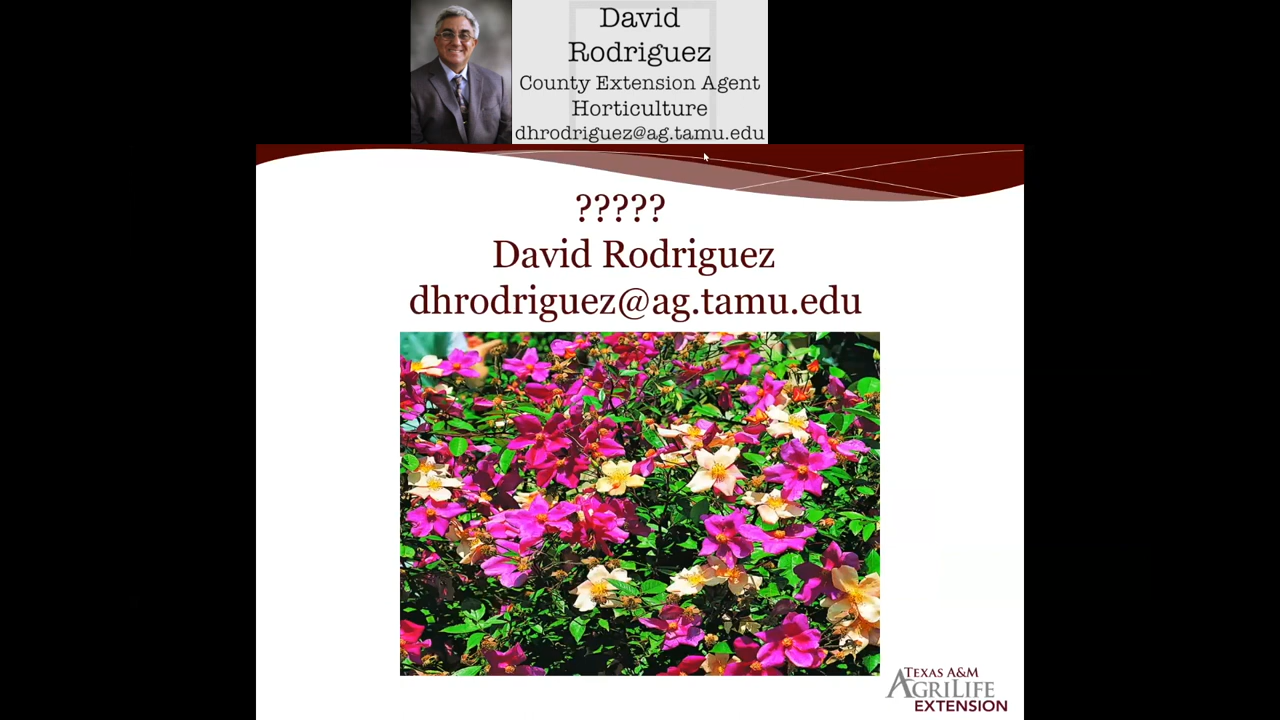 David
Rodriguez
County Extension Agent
Horticulture
dhrodriguez@ag.tamu.edu
?????
David Rodriguez
dhrodriguez@ag.tamu.edu
TEXAS A&M
AGRILIFE
EXTENSION